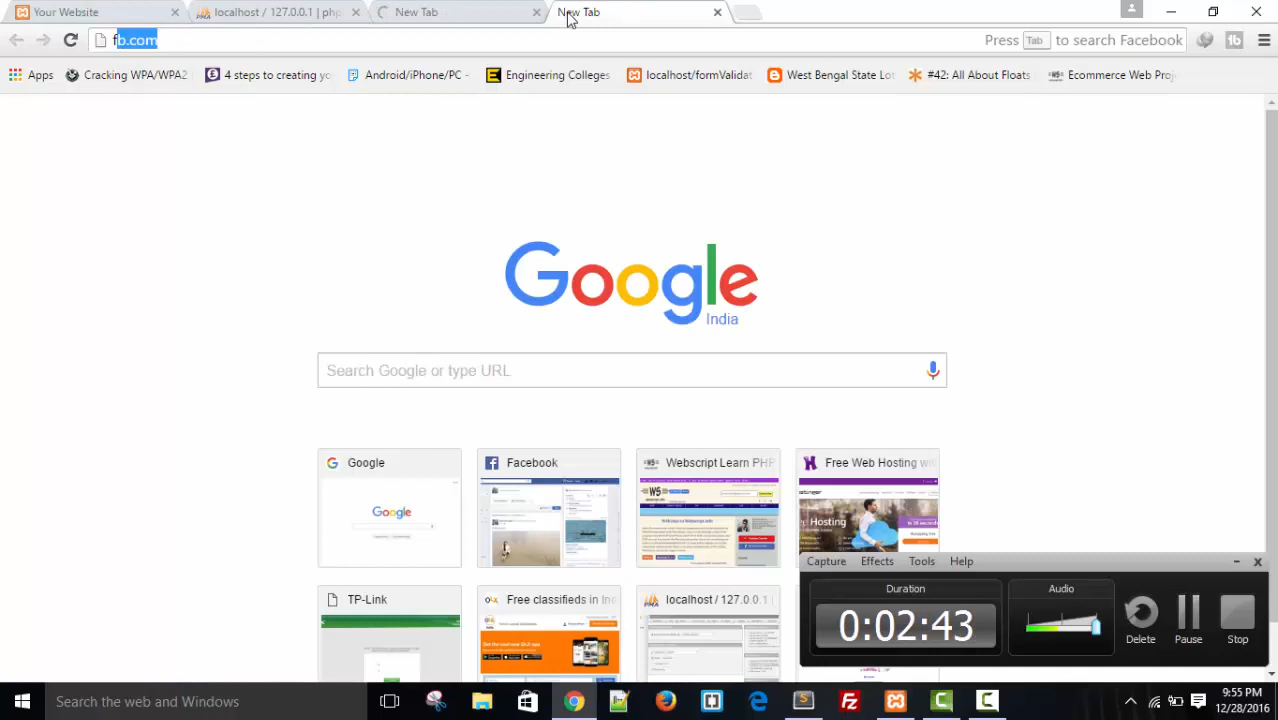 Your Website
localhost / 127.0.0.1 | php
New Tab
New Tab
fb.com
Press Tab to search Facebook
Apps
Cracking WPA/WPA2
4 steps to creating yo
Android/iPhone/PC -
Engineering Colleges
localhost/formValidat
West Bengal State Lot
#42: All About Floats
Ecommerce Web Proj
Google
India
Search Google or type URL
Google
Facebook
Webscript Learn PHP
Free Web Hosting wi
Google
WS
Hosting
Capture Effects Tools Help
Duration
Audio
0:02:43
Delete
Pause
Stop
TP-Link
Free classifieds in Ind
localhost / 127.0.0.1 |
Search the web and Windows
9:55 PM
12/28/2016